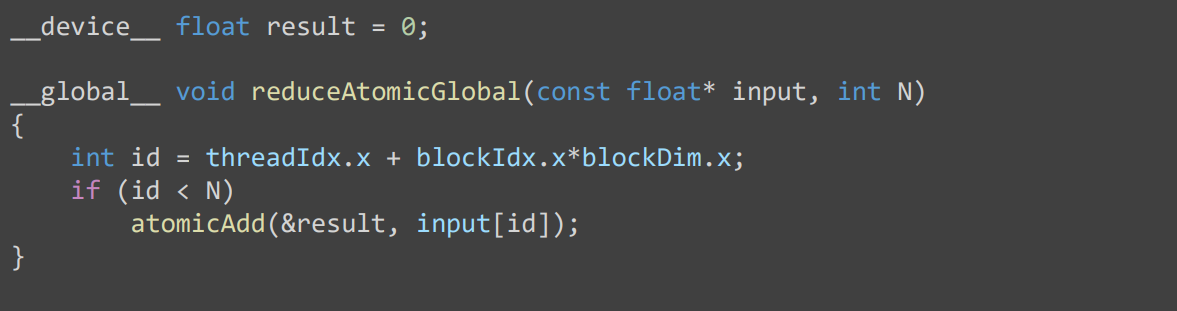 __device__ float result = 0;
__global__ void reduceAtomicGlobal(const float* input, int N)
{
int id = threadIdx.x + blockIdx.x*blockDim.x;
if (id < N)
atomicAdd(&result, input[id]);
}